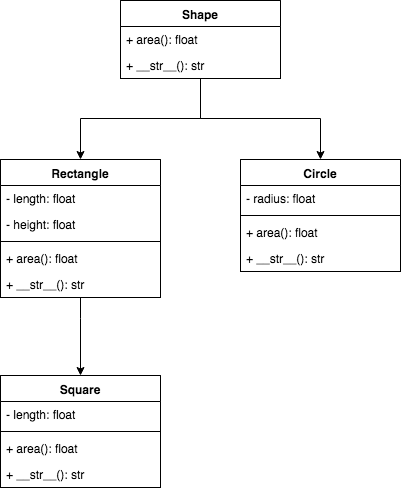 Shape
+ area(): float
+ __str__(): str
Rectangle
- length: float
- height: float
+ area(): float
+ __str__(): str
Circle
- radius: float
+ area(): float
+ __str__(): str
Square
- length: float
+ area(): float
+ __str__(): str